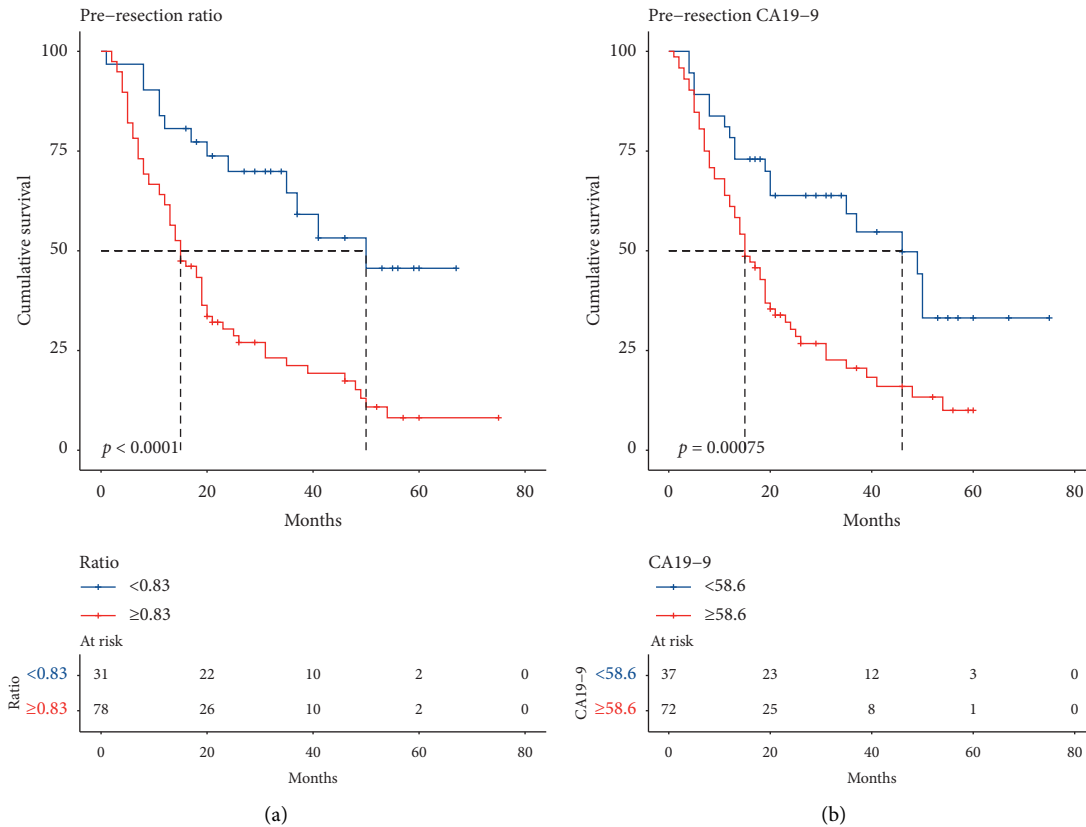 Pre−resection ratio
100
75
50
25
0
Cumulative survival
p < 0.0001
0 20 40 60 80
Months
Ratio
<0.83
≥0.83
At risk
Ratio
<0.83 31 22 10 2 0
≥0.83 78 26 10 2 0
0 20 40 60 80
Months
(a)
Pre−resection CA19−9
100
75
50
25
0
Cumulative survival
p = 0.00075
0 20 40 60 80
Months
CA19−9
<58.6
≥58.6
At risk
CA19−9
<58.6 37 23 12 3 0
≥58.6 72 25 8 1 0
0 20 40 60 80
Months
(b)